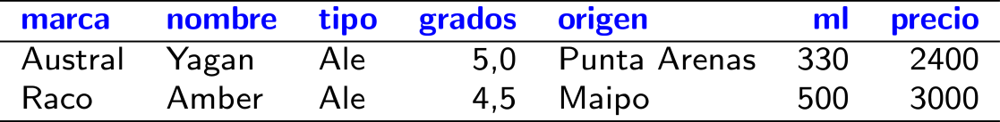 marca nombre tipo grados origen ml precio
Austral Yagan Ale 5,0 Punta Arenas 330 2400
Raco Amber Ale 4,5 Maipo 500 3000